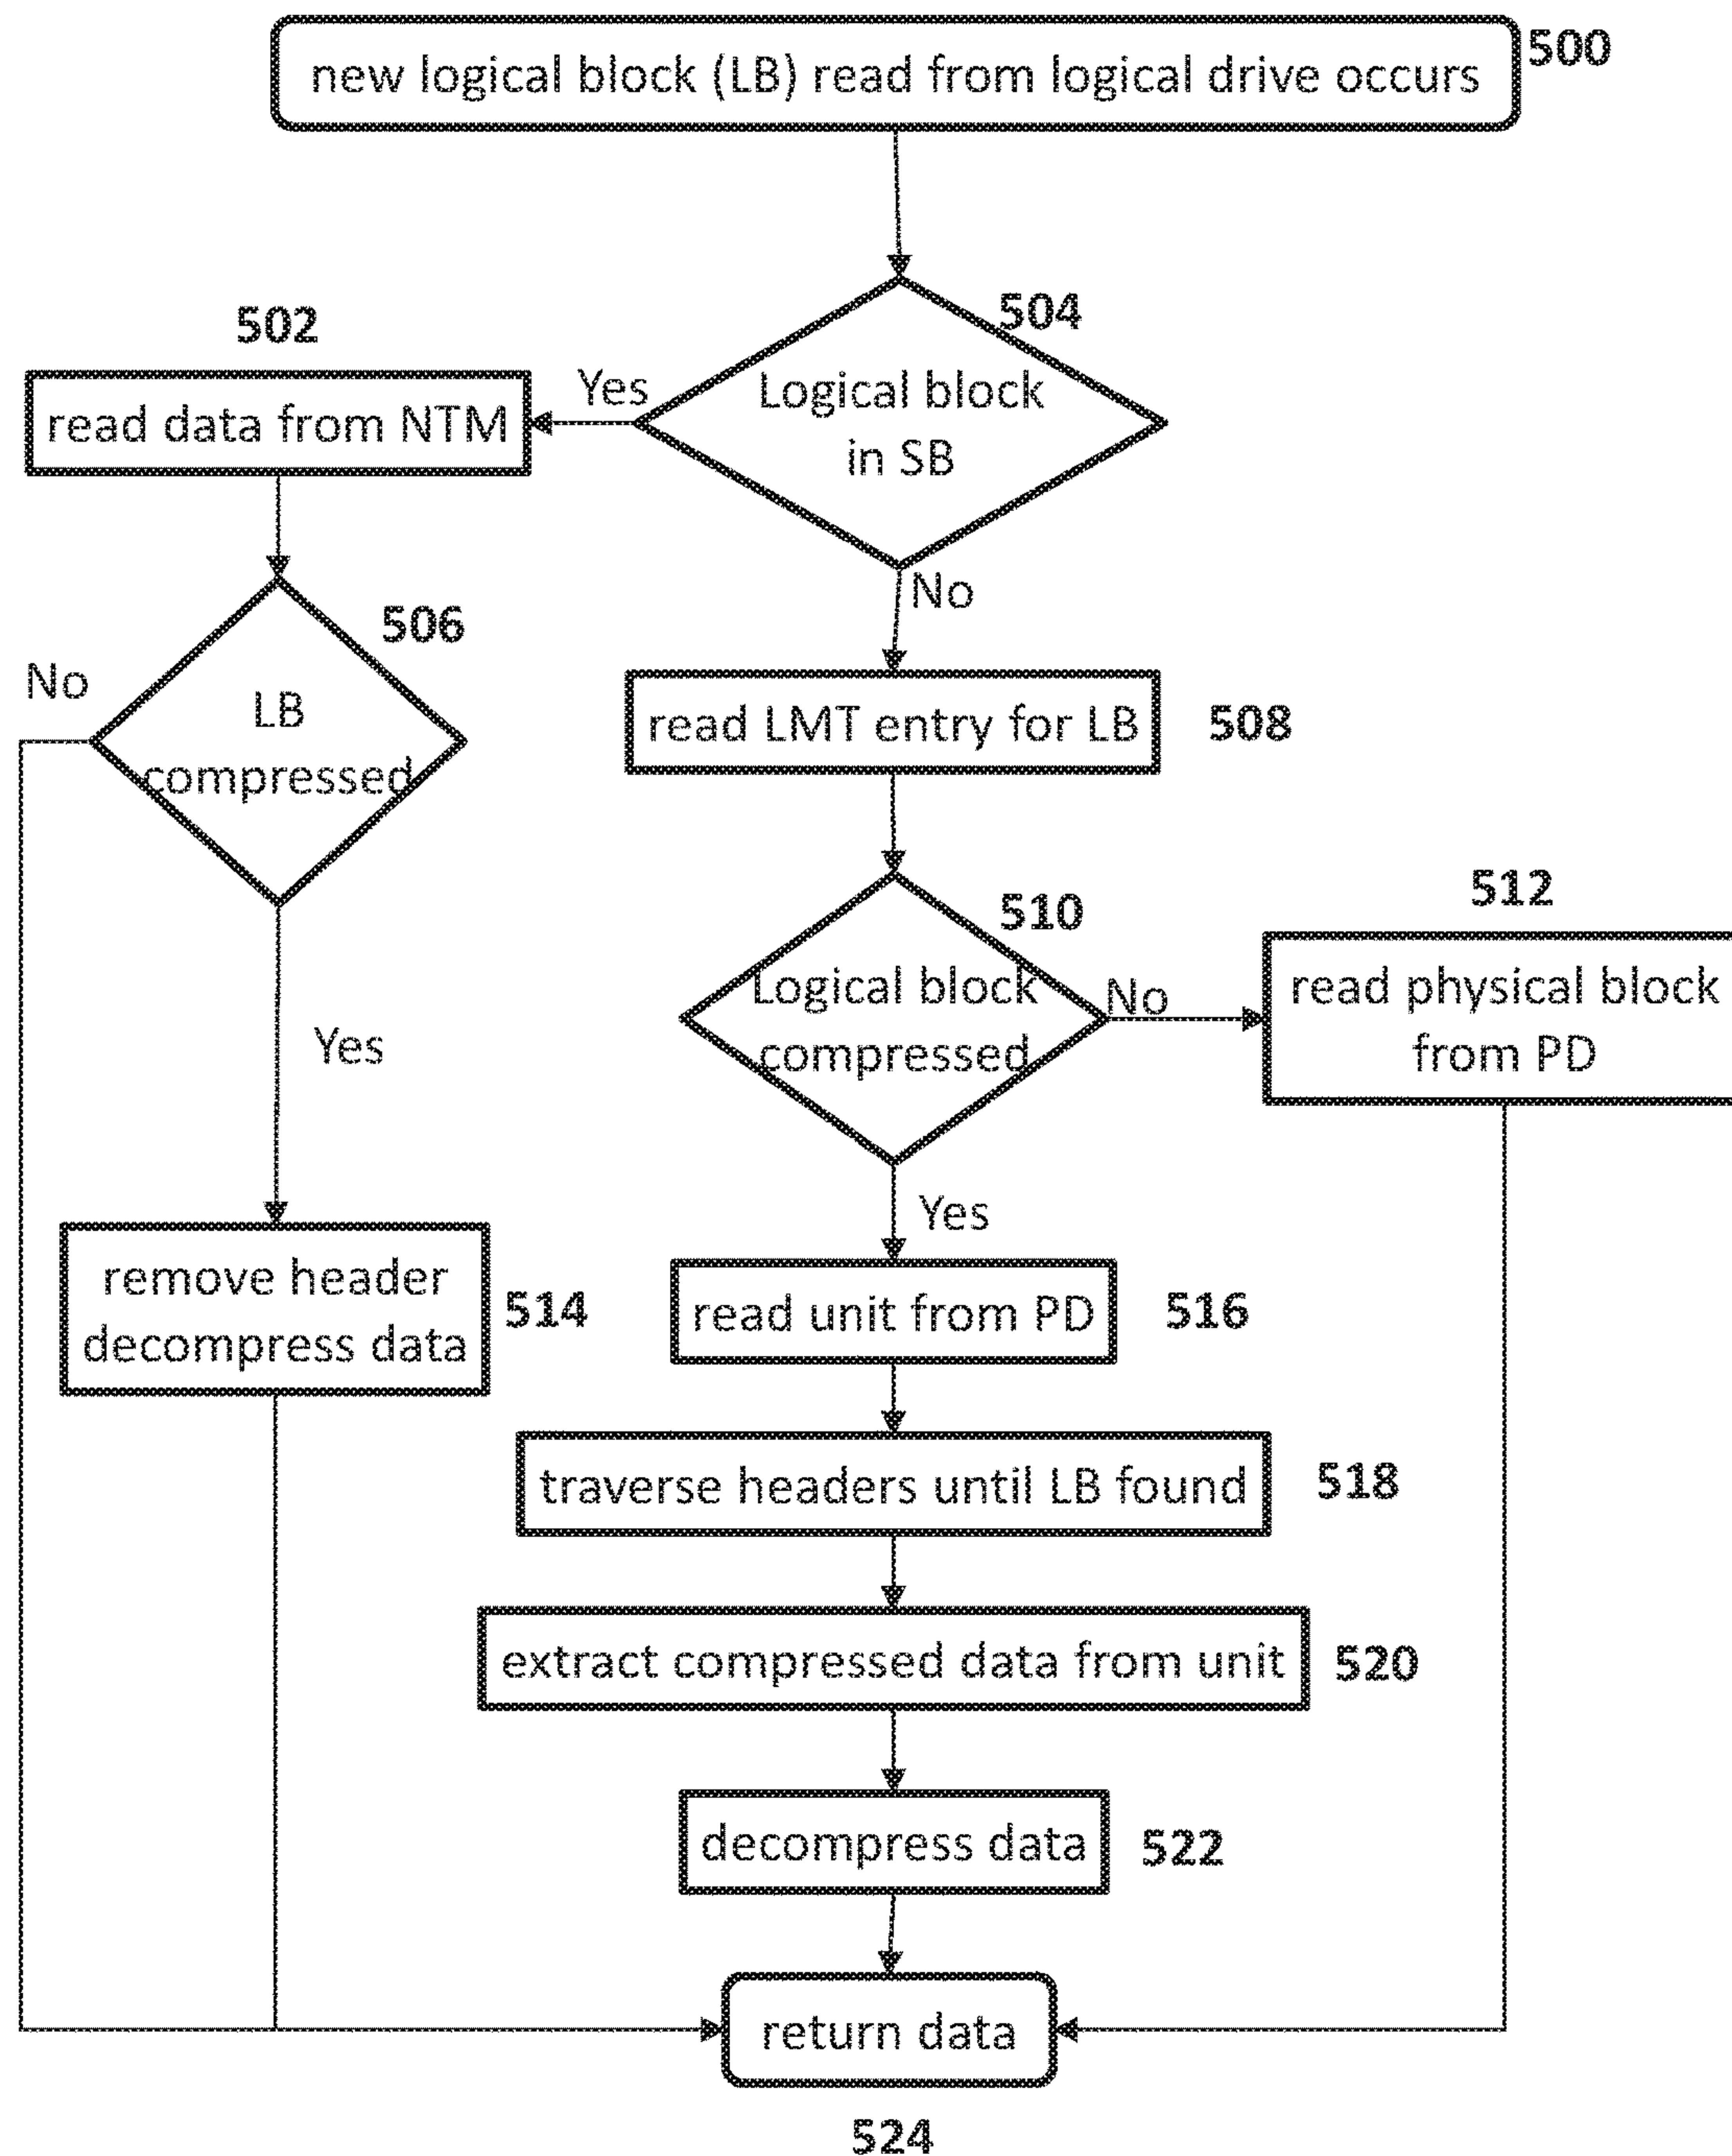 new logical block (LB) read from logical drive occurs
500
504
Logical block
in SB
Yes
502
read data from NTM
No
506
LB
compressed
No
read LMT entry for LB
508
510
Logical block
compressed
No
512
read physical block
from PD
Yes
Yes
remove header
decompress data
514
read unit from PD
516
traverse headers until LB found
518
extract compressed data from unit
520
decompress data
522
return data
524